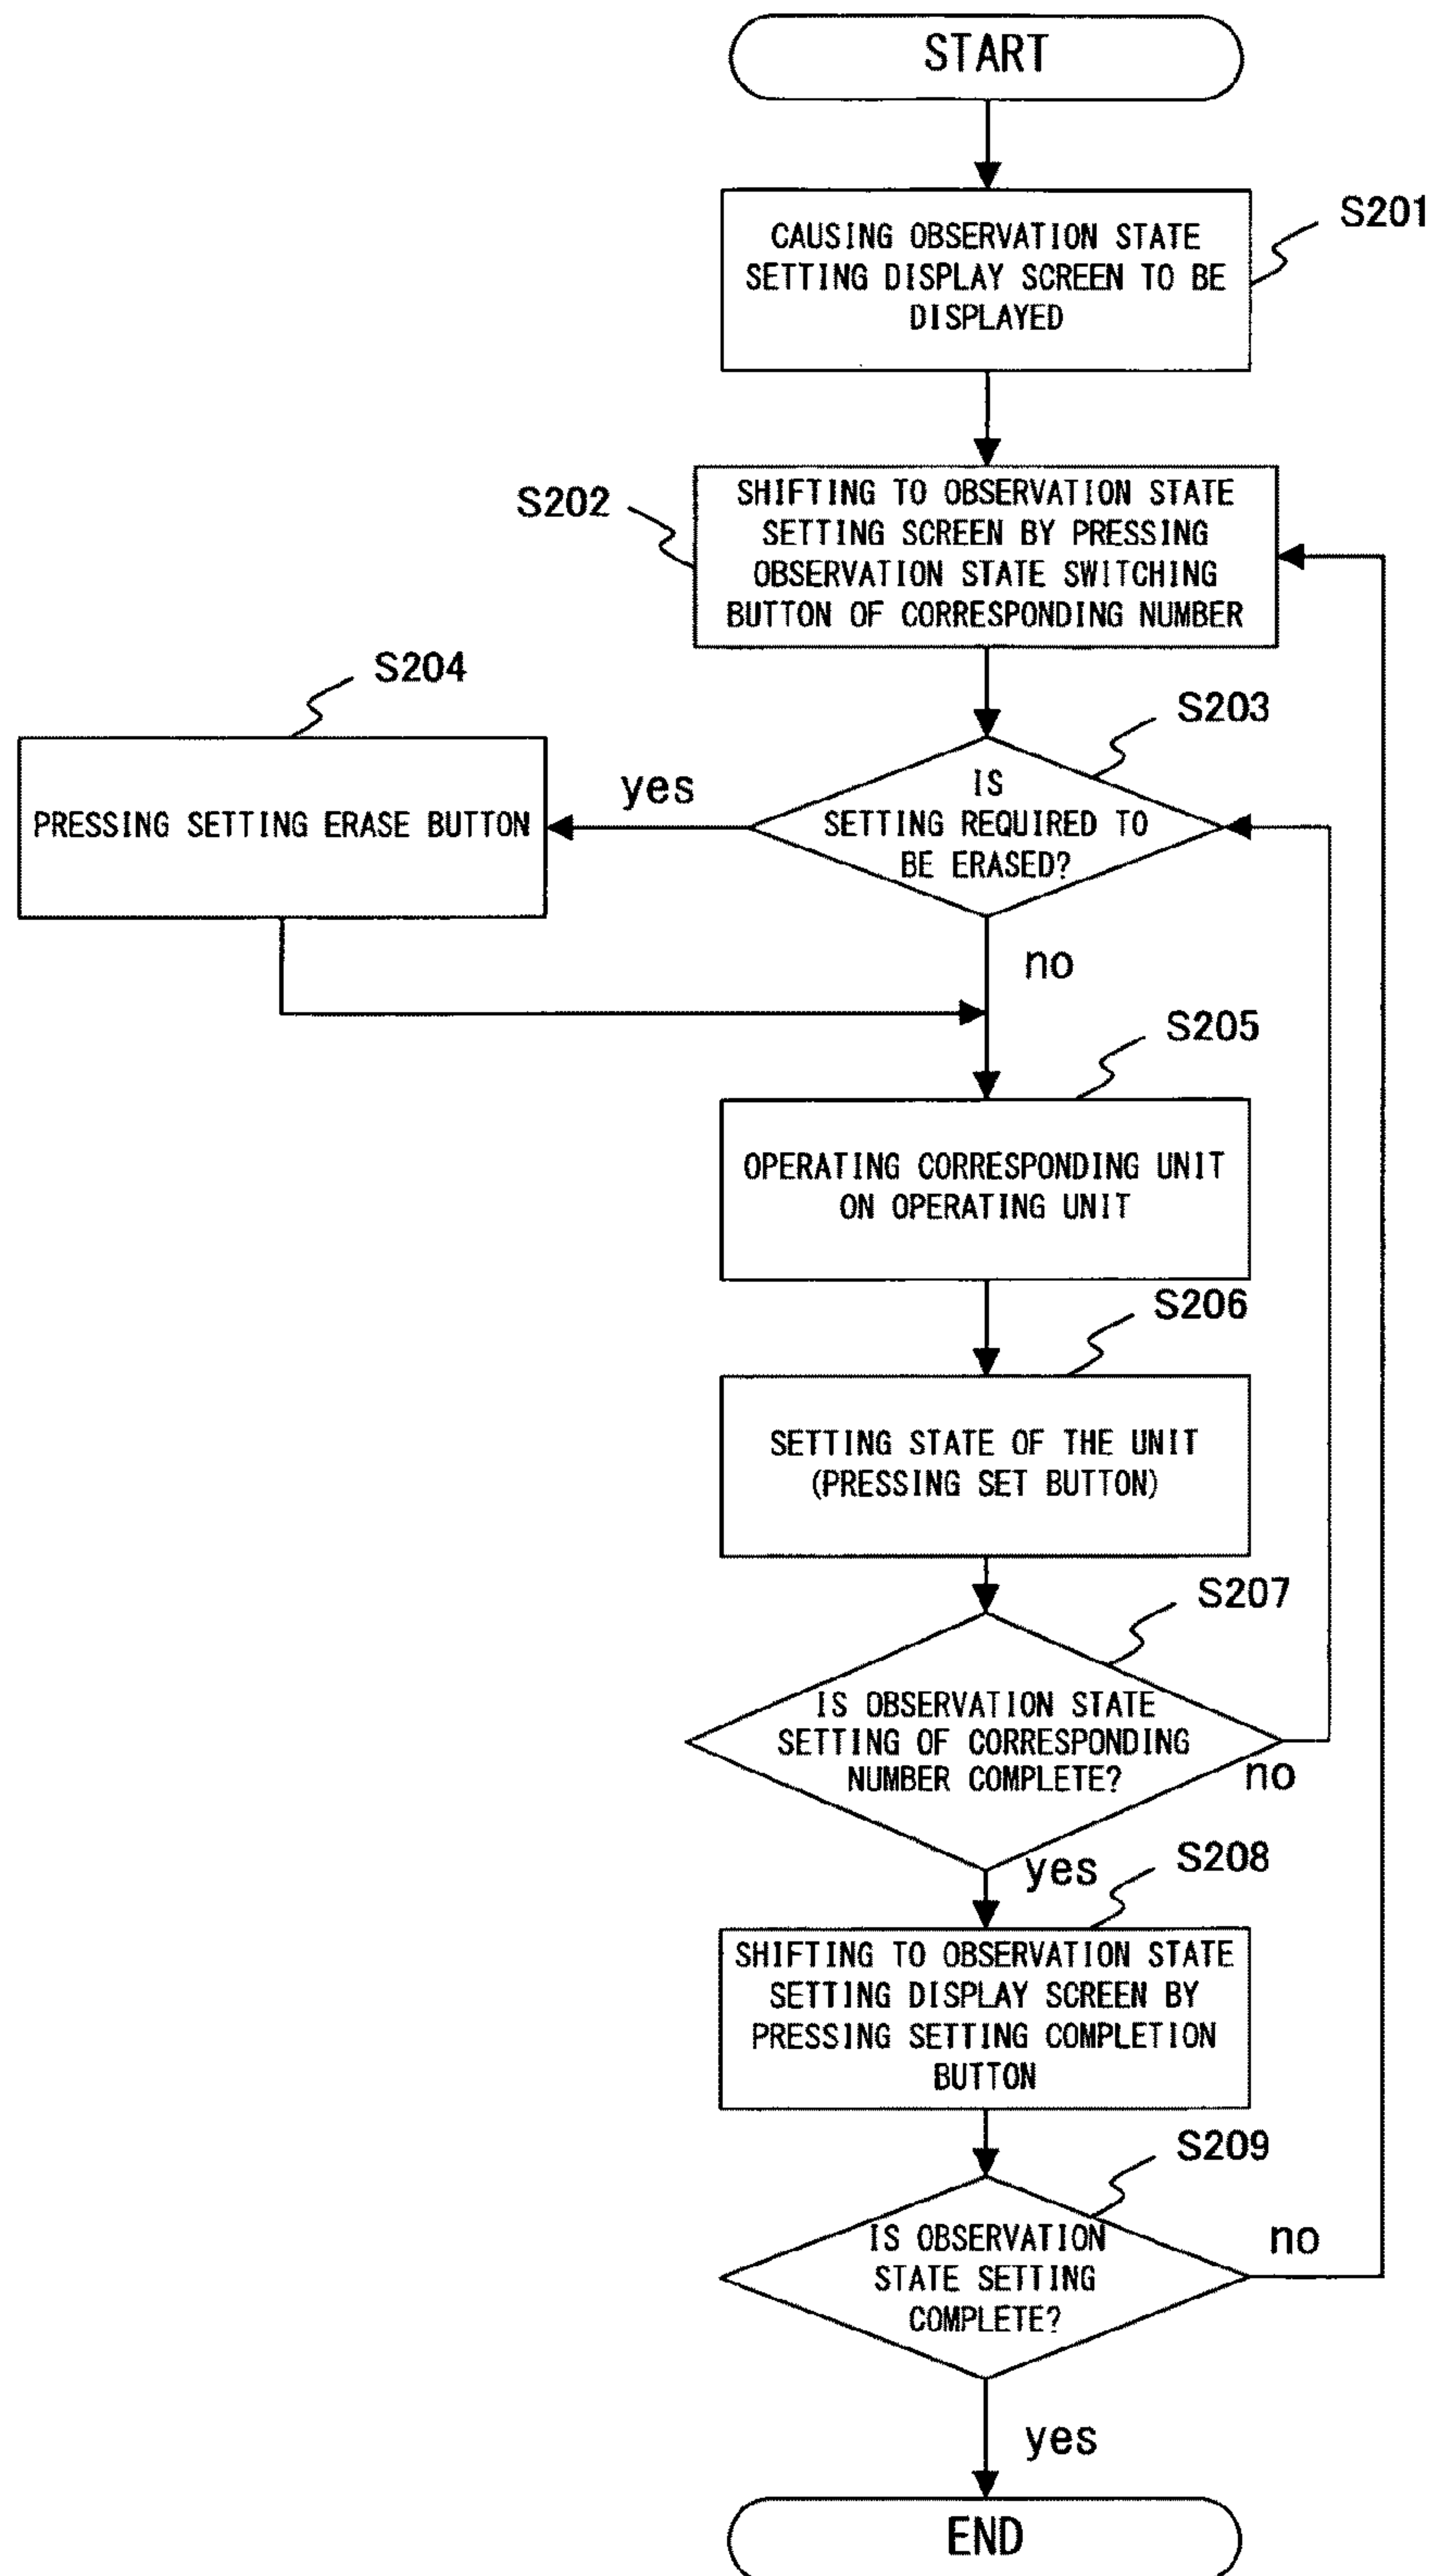 START
S201
CAUSING OBSERVATION STATE
SETTING DISPLAY SCREEN TO BE
DISPLAYED
S202
SHIFTING TO OBSERVATION STATE
SETTING SCREEN BY PRESSING
OBSERVATION STATE SWITCHING
BUTTON OF CORRESPONDING NUMBER
S204
S203
PRESSING SETTING ERASE BUTTON
yes
IS
SETTING REQUIRED TO
BE ERASED?
no
S205
OPERATING CORRESPONDING UNIT
ON OPERATING UNIT
S206
SETTING STATE OF THE UNIT
(PRESSING SET BUTTON)
S207
IS OBSERVATION STATE
SETTING OF CORRESPONDING
NUMBER COMPLETE?
no
yes
S208
SHIFTING TO OBSERVATION STATE
SETTING DISPLAY SCREEN BY
PRESSING SETTING COMPLETION
BUTTON
S209
IS OBSERVATION
STATE SETTING
COMPLETE?
no
yes
END